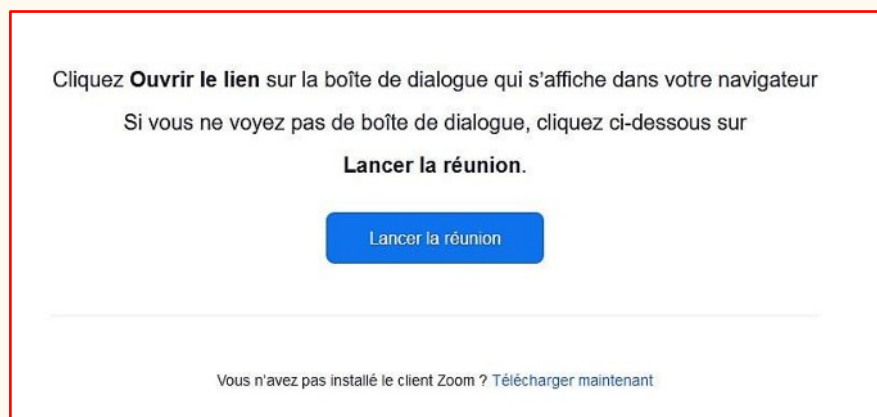 Cliquez Ouvrir le lien sur la boîte de dialogue qui s'affiche dans votre navigateur
Si vous ne voyez pas de boîte de dialogue, cliquez ci-dessous sur
Lancer la réunion.
Lancer la réunion
Vous n'avez pas installé le client Zoom ? Télécharger maintenant